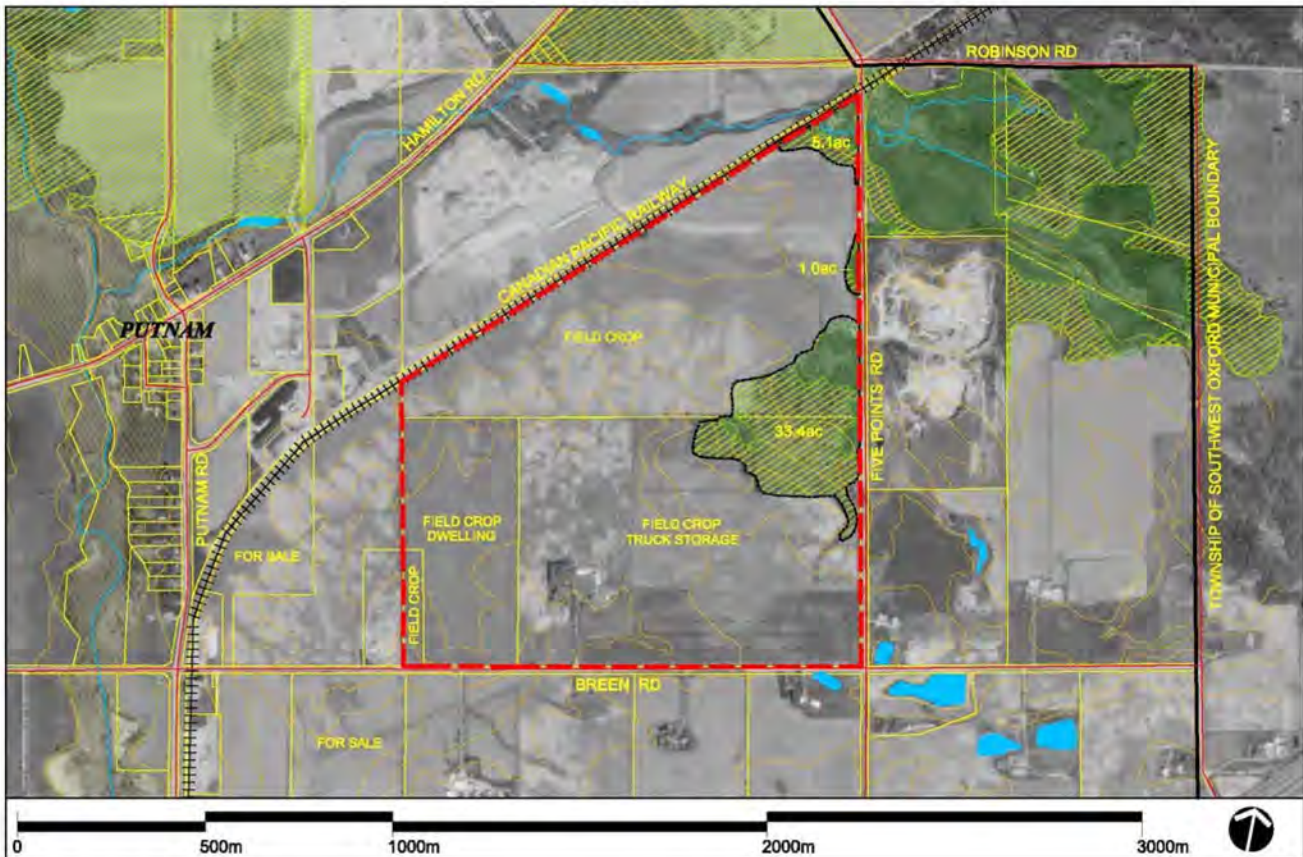 ROBINSON RD
HAMILTON RD
5.1ac
CANADIAN PACIFIC RAILWAY
1.0ac
PUTNAM
FIELD CROP
TOWNSHIP OF SOUTHWEST OXFORD MUNICIPAL BOUNDARY
FIVE POINTS RD
33.4ac
PUTNAM RD
FIELD CROP
DWELLING
FIELD CROP
TRUCK STORAGE
FOR SALE
FIELD CROP
BREEN RD
FOR SALE
0
500m
1000m
2000m
3000m